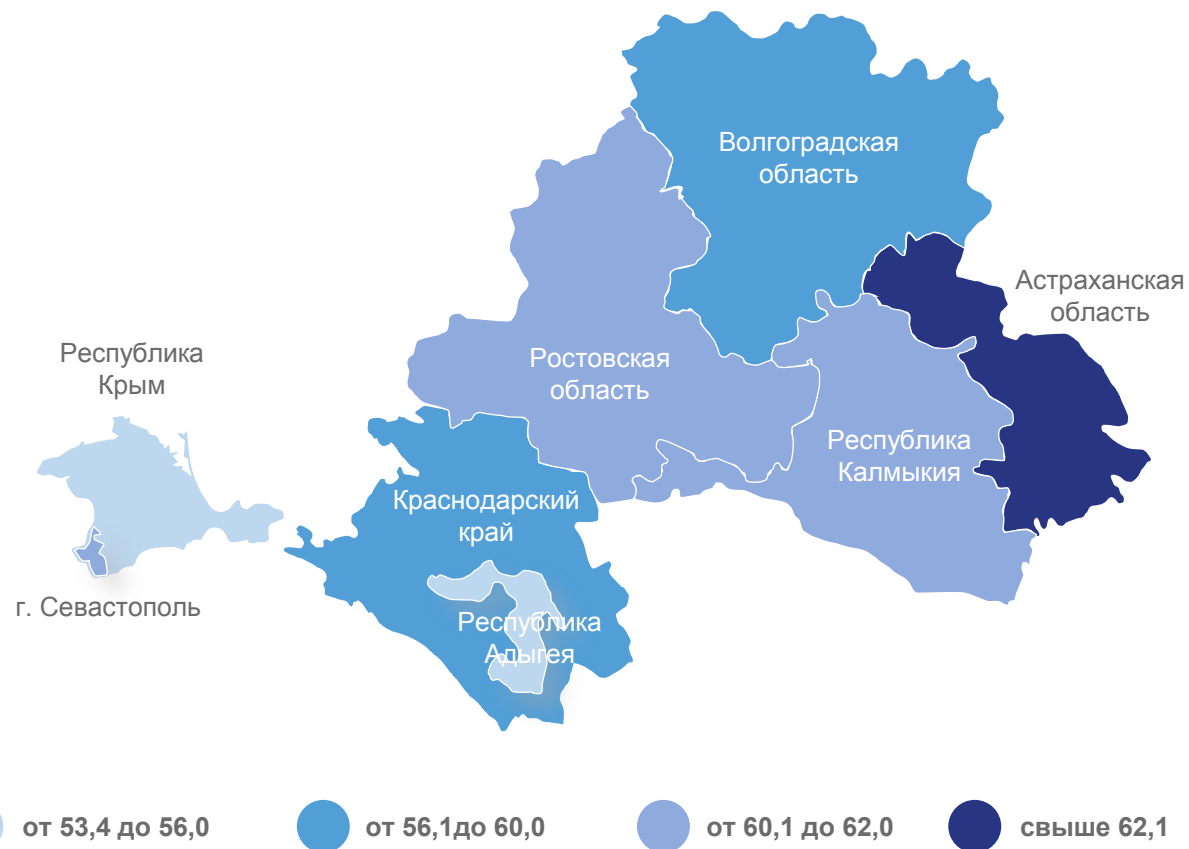 Волгоградская
область
Астраханская
область
Республика
Крым
Ростовская
область
Республика
Калмыкия
Краснодарский
край
г. Севастополь
Республика
Адыгея
от 53,4 до 56,0
от 56,1до 60,0
от 60,1 до 62,0
свыше 62,1